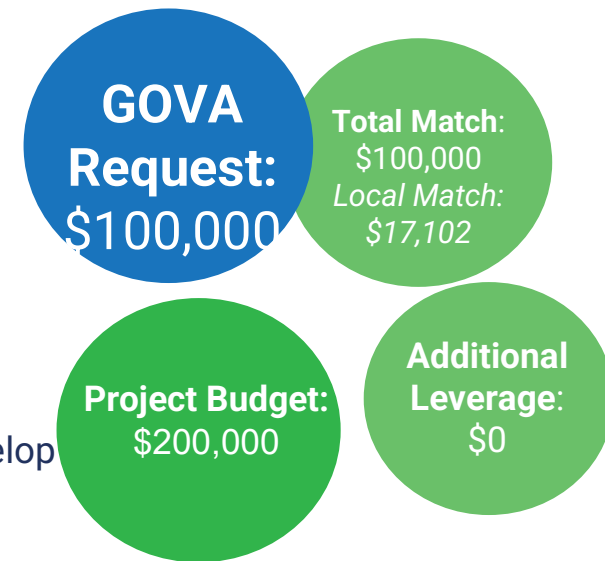 GOVA
Request:
$100,000
Total Match:
$100,000
Local Match:
$17,102
Project Budget:
$200,000
Additional
Leverage:
$0
elop